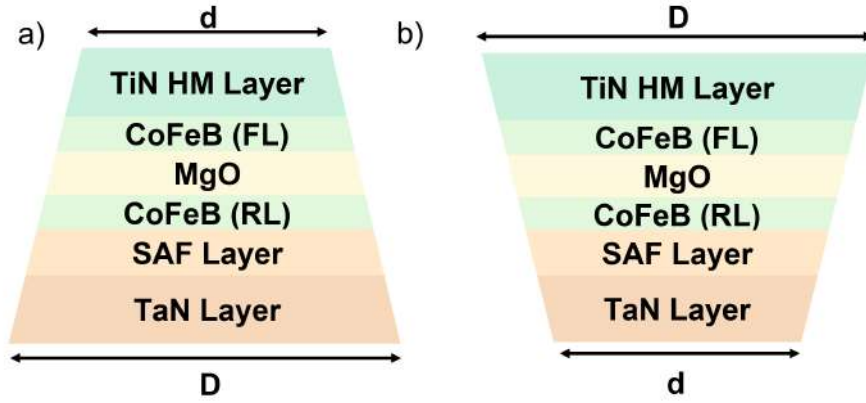 a)
d
TiN HM Layer
CoFeB (FL)
MgO
CoFeB (RL)
SAF Layer
TaN Layer
D
b)
D
TiN HM Layer
CoFeB (FL)
MgO
CoFeB (RL)
SAF Layer
TaN Layer
d